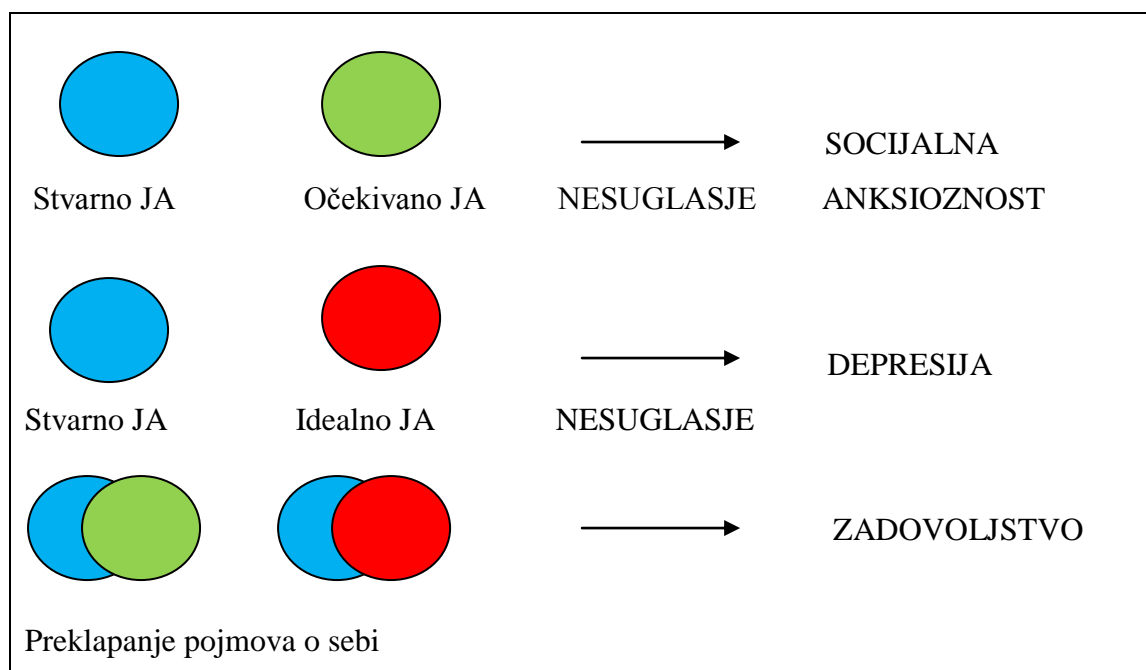 SOCIJALNA
Stvarno JA Očekivano JA NESUGLASJE ANKSIOZNOST
DEPRESIJA
Stvarno JA Idealno JA NESUGLASJE
ZADOVOLJSTVO
Preklapanje pojmova o sebi